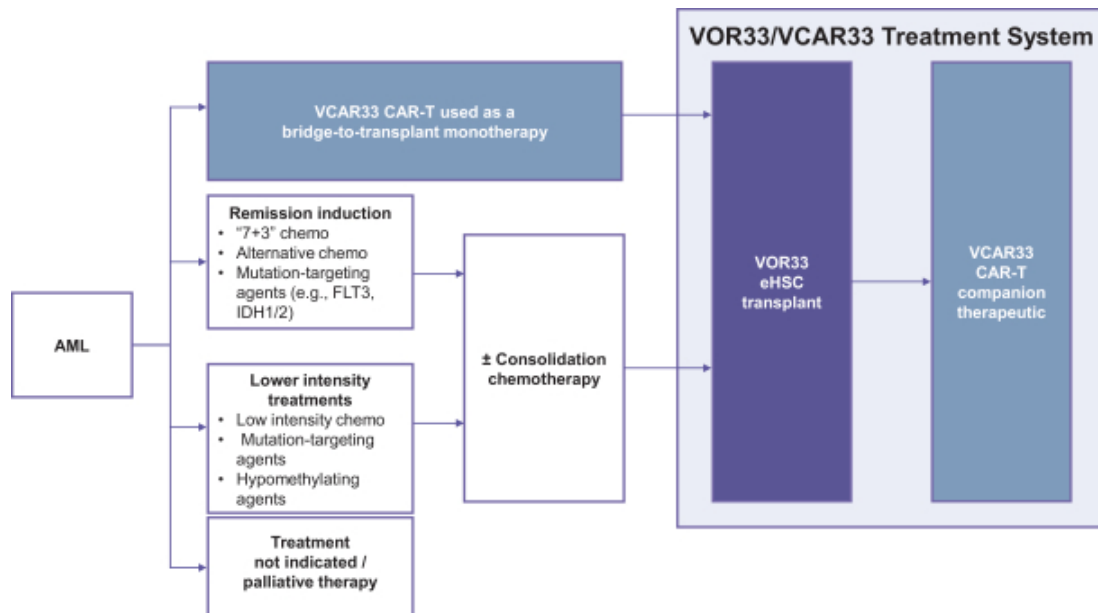 VOR33/VCAR33 Treatment System
VCAR33 CAR-T used as a
bridge-to-transplant monotherapy
Remission induction
• "7+3" chemo
• Alternative chemo
• Mutation-targeting
agents (e.g., FLT3,
IDH1/2)
AML
Lower intensity
treatments
• Low intensity chemo
• Mutation-targeting
agents
• Hypomethylating
agents
Treatment
not indicated /
palliative therapy
± Consolidation
chemotherapy
VOR33
eHSC
transplant
VCAR33
CAR-T
companion
therapeutic